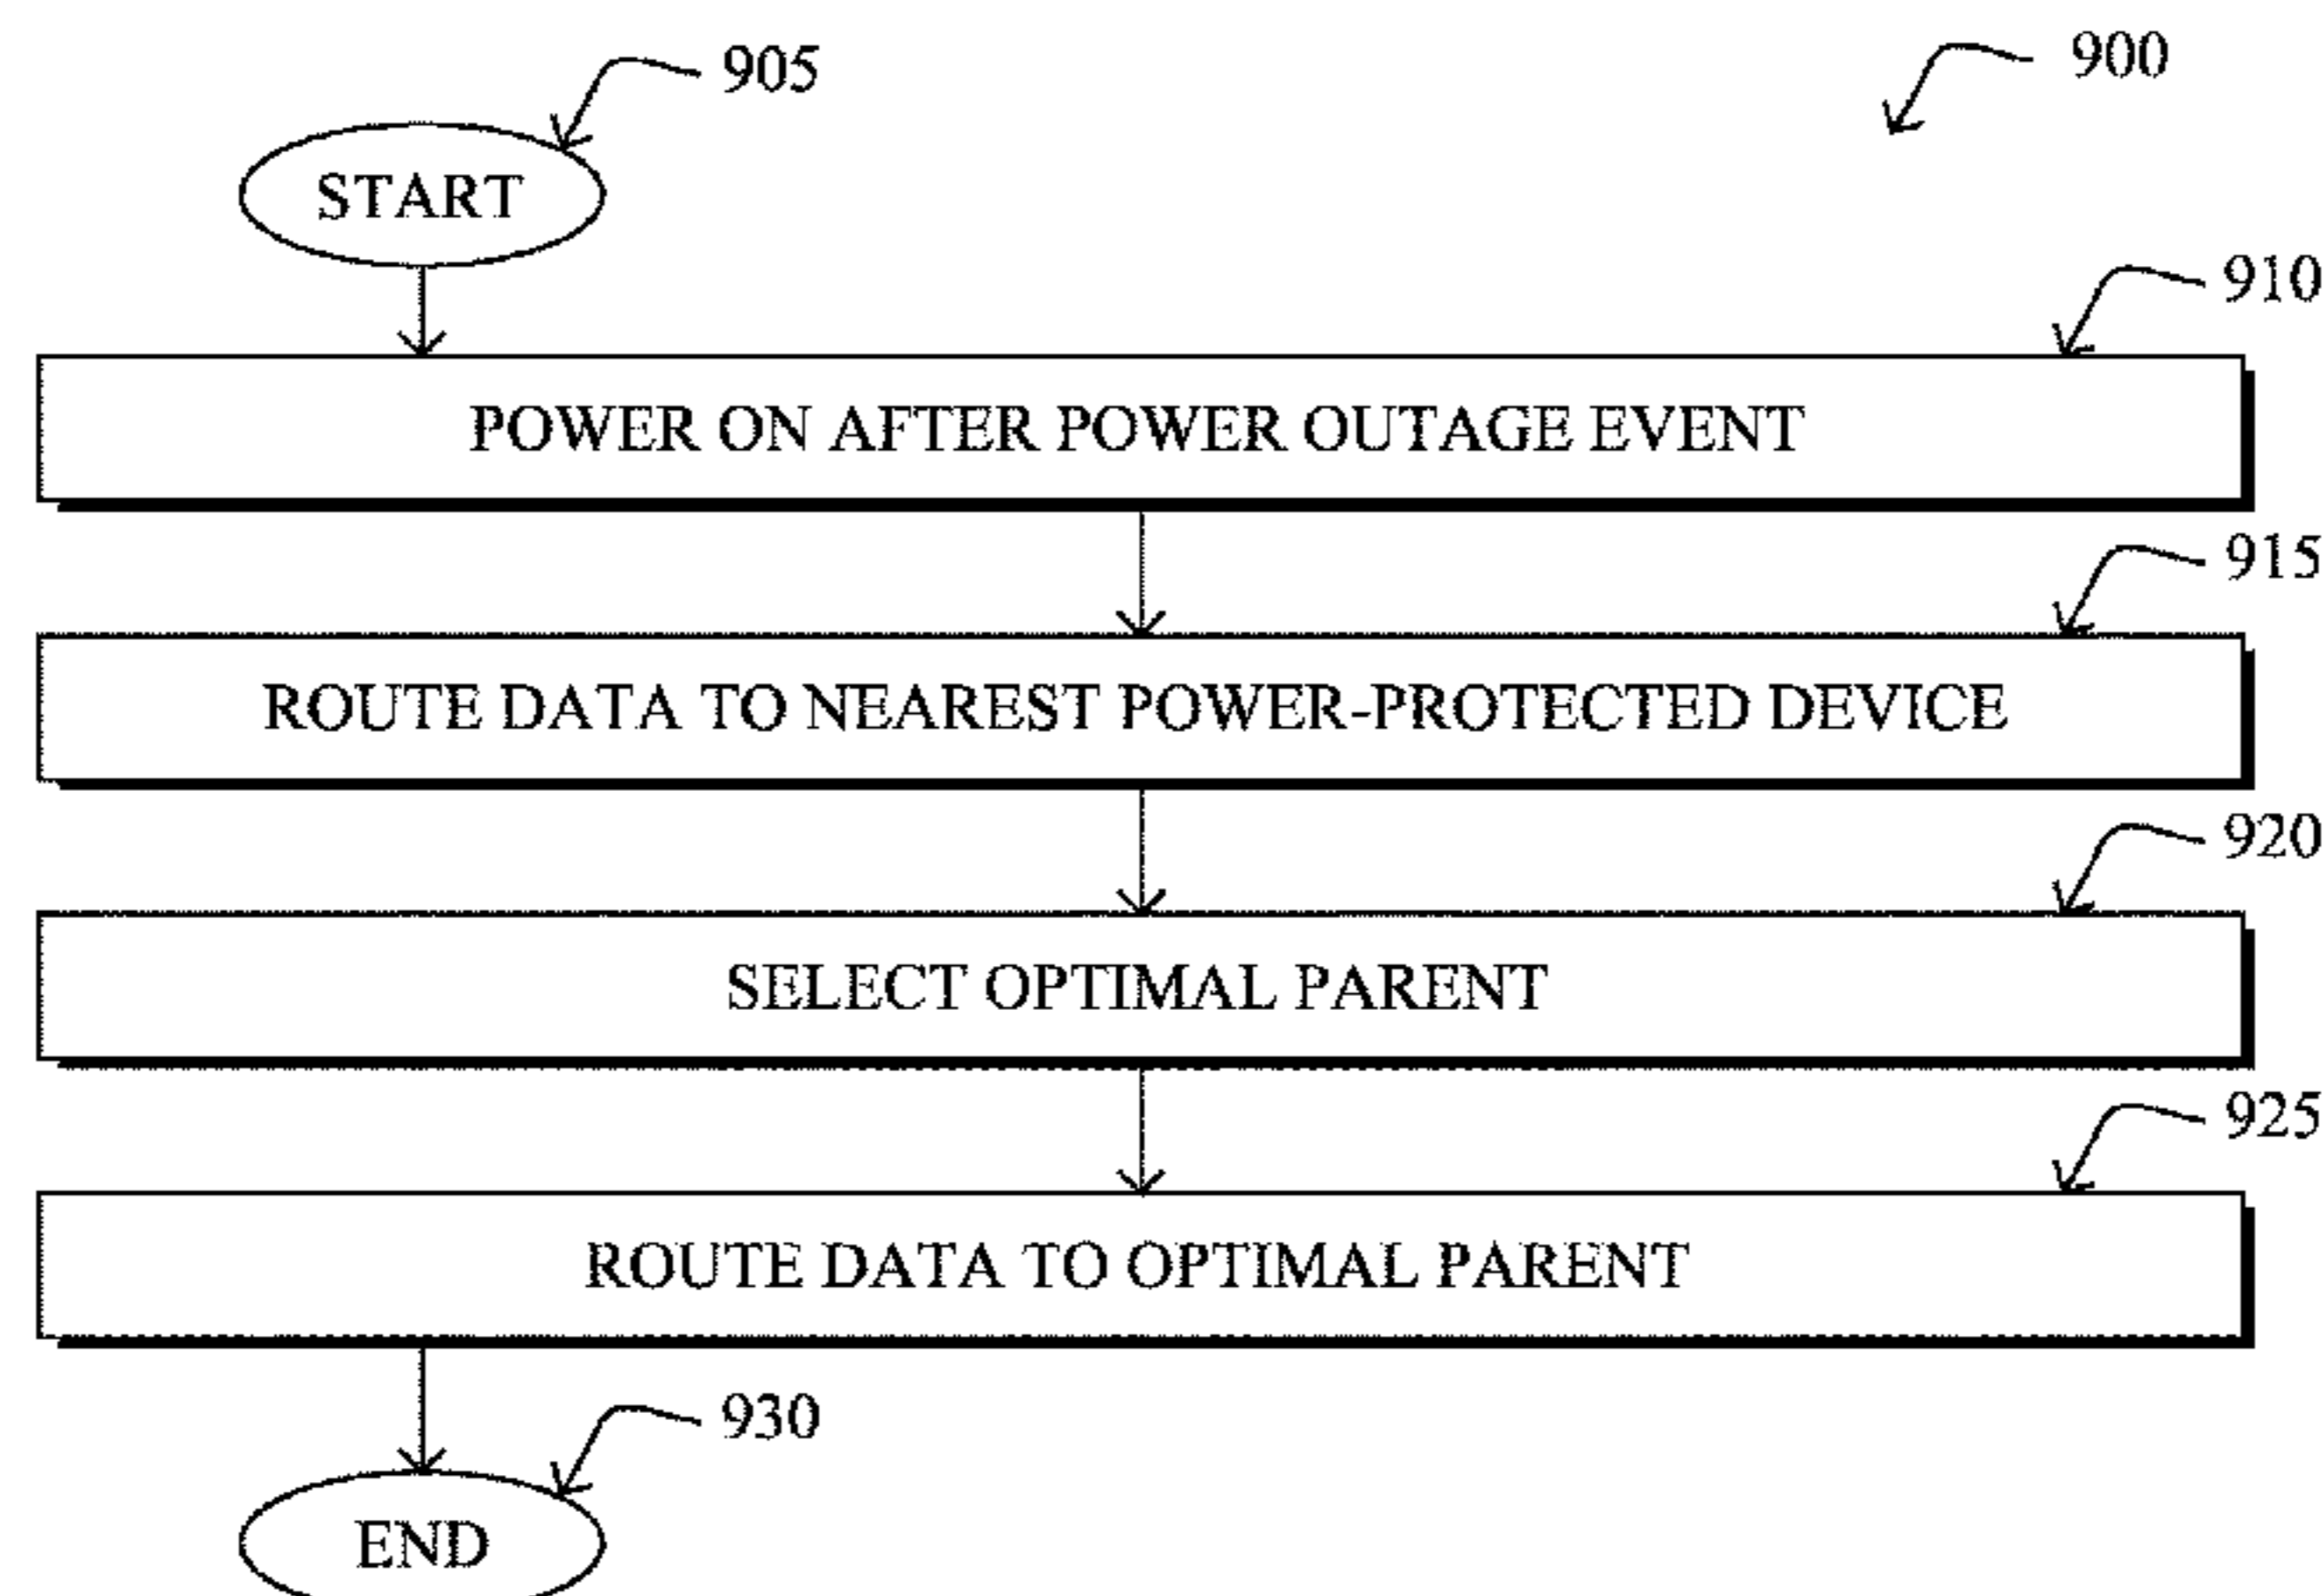 905
900
START
910
POWER ON AFTER POWER OUTAGE EVENT
915
ROUTE DATA TO NEAREST POWER-PROTECTED DEVICE
920
SELECT OPTIMAL PARENT
925
ROUTE DATA TO OPTIMAL PARENT
930
END